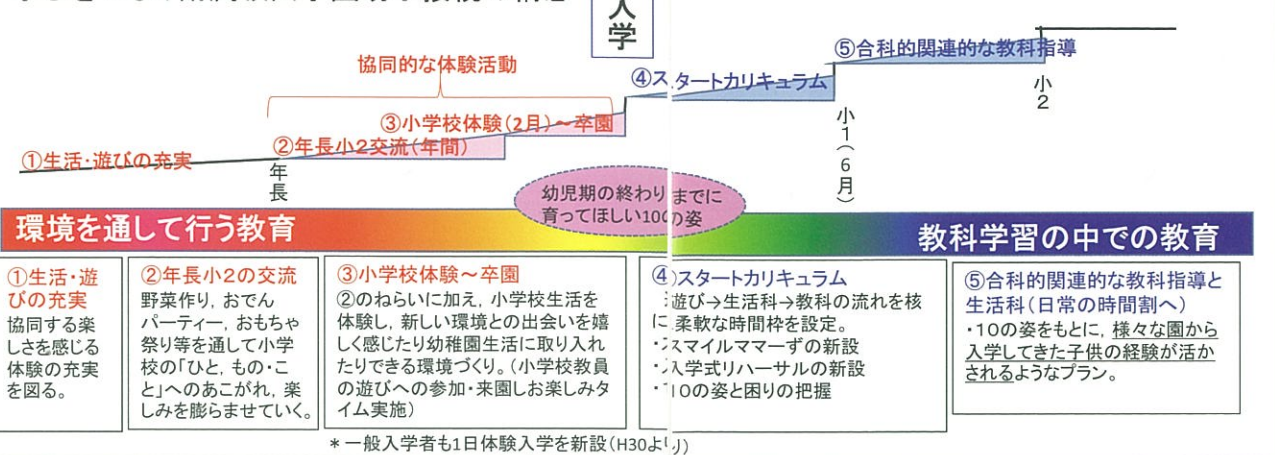 入学
⑤合科的関連的な教科指導
協同的な体験活動
④スタートカリキュラム
小2
③小学校体験(2月)~卒園
小1(6月)
②年長小2交流(年間)
①生活・遊びの充実
年長
幼児期の終わりまでに
育ってほしい10の姿
環境を通して行う教育
教科学習の中での教育
①生活・遊
びの充実
協同する楽
しさを感じる
体験の充実
を図る。
②年長小2の交流
野菜作り,おでん
パーティー,おもちゃ
祭り等を通して小学
校の「ひと,もの・こ
と」へのあこがれ,楽
しみを膨らませていく。
③小学校体験~卒園
②のねらいに加え,小学校生活を
体験し,新しい環境との出会いを嬉
しく感じたり幼稚園生活に取り入れ
たりできる環境づくり。(小学校教員
の遊びへの参加・来園しお楽しみタ
イム実施)
④スタートカリキュラム
遊び→生活科→教科の流れを核
に柔軟な時間枠を設定。
・スマイルママーずの新設
・入学式リハーサルの新設
・10の姿と困りの把握
⑤合科的関連的な教科指導と
生活科(日常の時間割へ)
・10の姿をもとに,様々な園から
入学してきた子供の経験が活か
されるようなプラン。
*一般入学者も1日体験入学を新設(H30より)